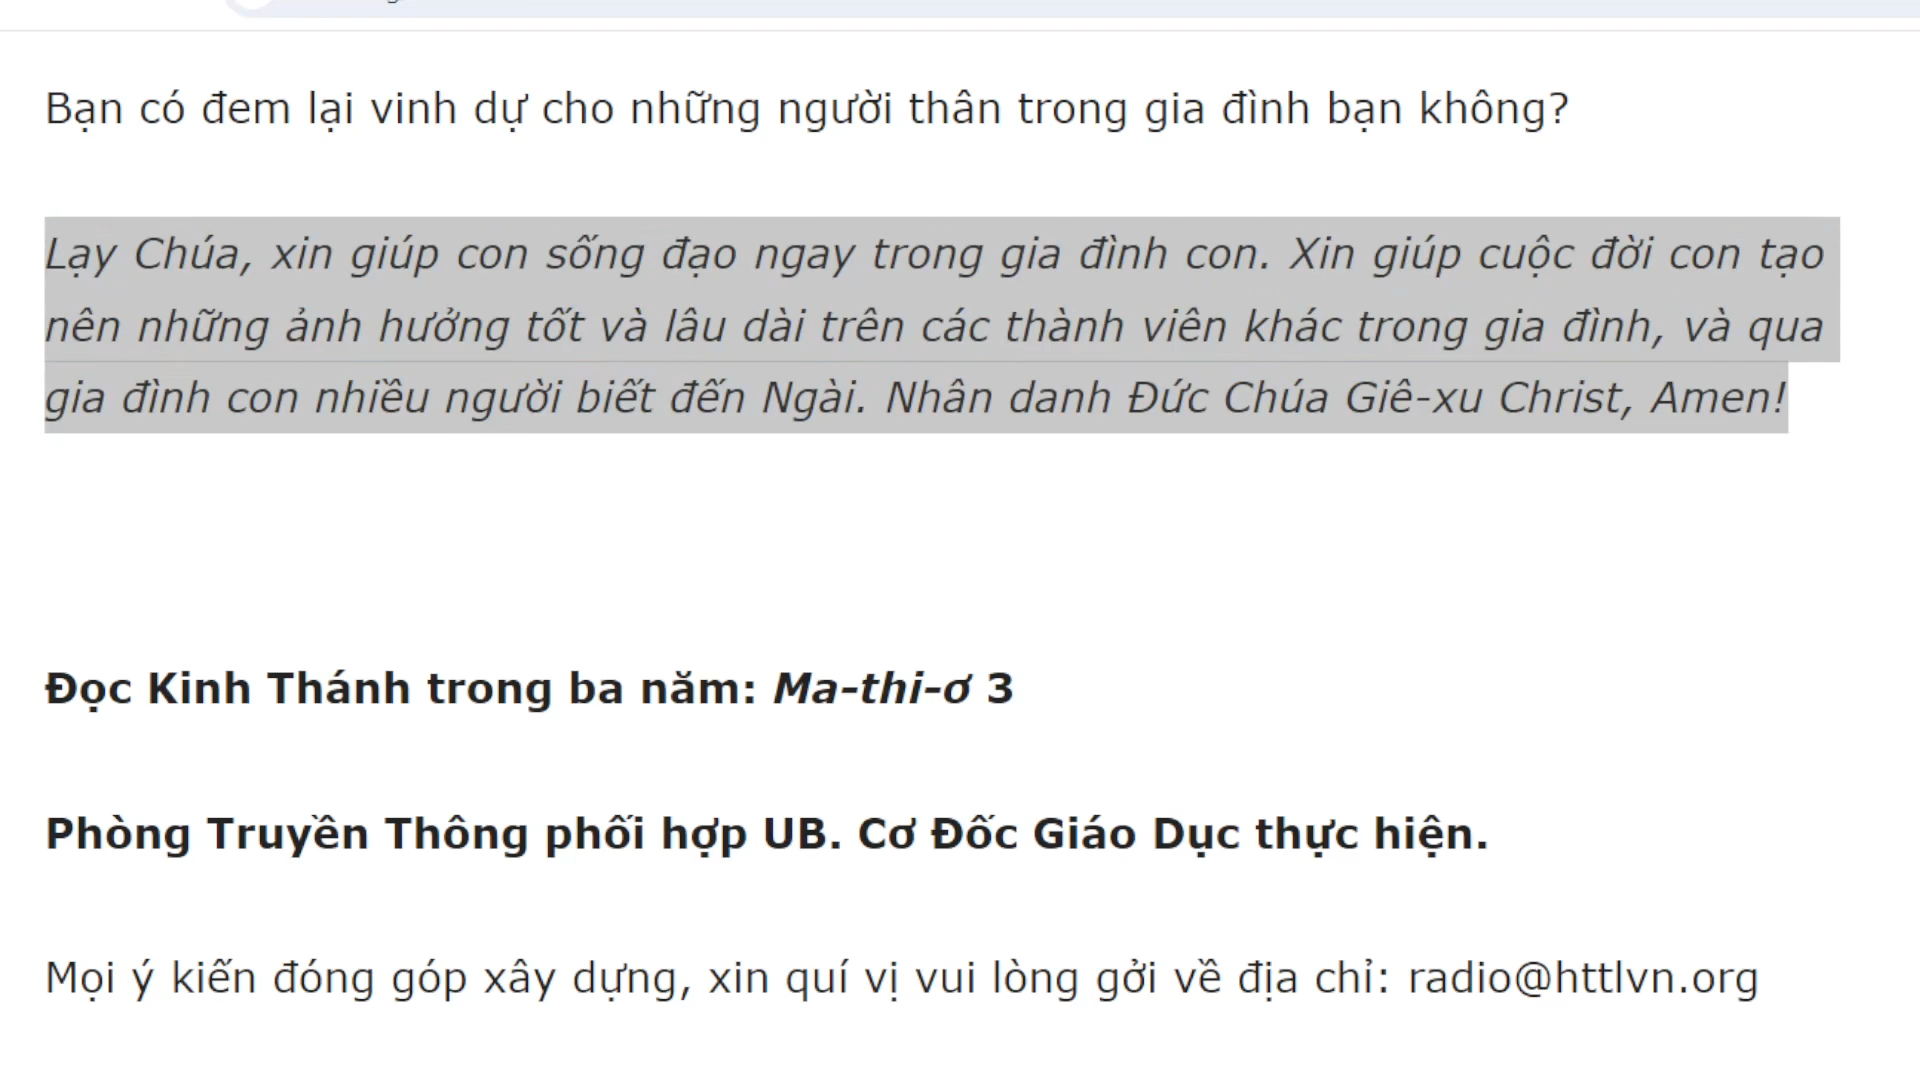 Bạn có đem lại vinh dự cho những người thân trong gia đình bạn không?
Lạy Chúa, xin giúp con sống đạo ngay trong gia đình con. Xin giúp cuộc đời con tạo
nên những ảnh hưởng tốt và lâu dài trên các thành viên khác trong gia đình, và qua
gia đình con nhiều người biết đến Ngài. Nhân danh Đức Chúa Giê-xu Christ, Amen!
Đọc Kinh Thánh trong ba năm: Ma-thi-ơ 3
Phòng Truyền Thông phối hợp UB. Cơ Đốc Giáo Dục thực hiện.
Mọi ý kiến đóng góp xây dựng, xin quí vị vui lòng gởi về địa chỉ: radio@httlvn.org